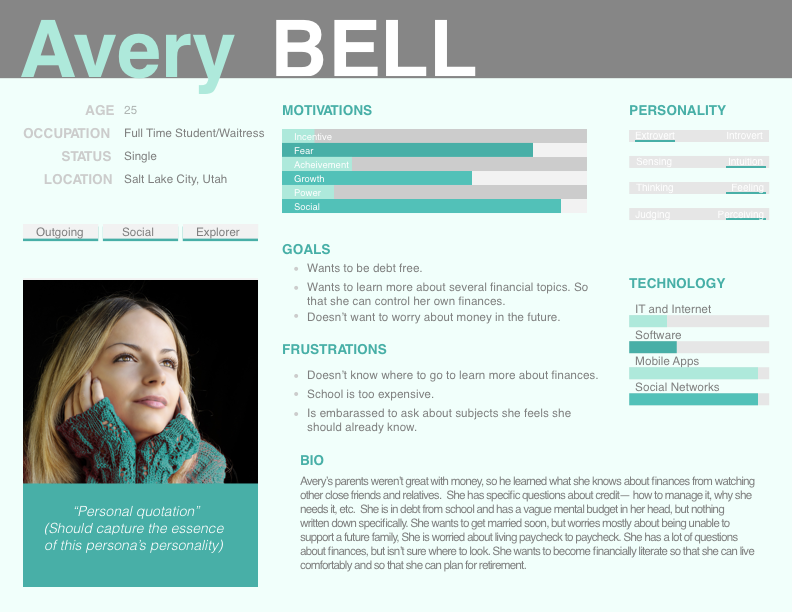 Avery BELL
AGE 25
OCCUPATION Full Time Student/Waitress
STATUS Single
LOCATION Salt Lake City, Utah
Outgoing Social Explorer
“Personal quotation”
(Should capture the essence
of this persona’s personality)
MOTIVATIONS
Incentive
Fear
Acheivement
Growth
Power
Social
GOALS
Wants to be debt free.
Wants to learn more about several financial topics. So
that she can control her own finances.
Doesn’t want to worry about money in the future.
FRUSTRATIONS
Doesn’t know where to go to learn more about finances.
School is too expensive.
Is embarassed to ask about subjects she feels she
should already know.
PERSONALITY
Extrovert Introvert
Sensing Intuition
Thinking Feeling
Judging Perceiving
TECHNOLOGY
IT and Internet
Software
Mobile Apps
Social Networks
BIO
Avery’s parents weren’t great with money, so he learned what she knows about finances from watching
other close friends and relatives. She has specific questions about credit— how to manage it, why she
needs it, etc. She is in debt from school and has a vague mental budget in her head, but nothing
written down specifically. She wants to get married soon, but worries mostly about being unable to
support a future family, She is worried about living paycheck to paycheck. She has a lot of questions
about finances, but isn’t sure where to look. She wants to become financially literate so that she can live
comfortably and so that she can plan for retirement.